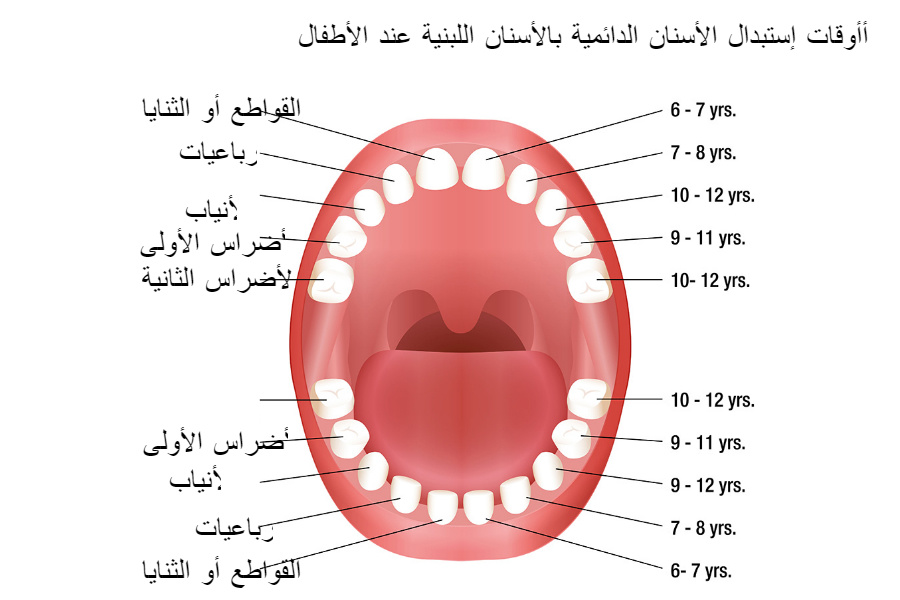 أأوقات إستبدال الأسنان الدائمية بالأسنان اللبنية عند الأطفال
القواطع أو الثنايا
6 - 7 yrs.
رباعيات
7 - 8 yrs.
أنياب
10 - 12 yrs.
أضراس الأولى
9 - 11 yrs.
لأضراس الثانية
10- 12 yrs.
10 - 12 yrs.
أضراس الأولى
9 - 11 yrs.
أنياب
9 - 12 yrs.
رباعيات
7 - 8 yrs.
القواطع أو الثنايا
6- 7 yrs.